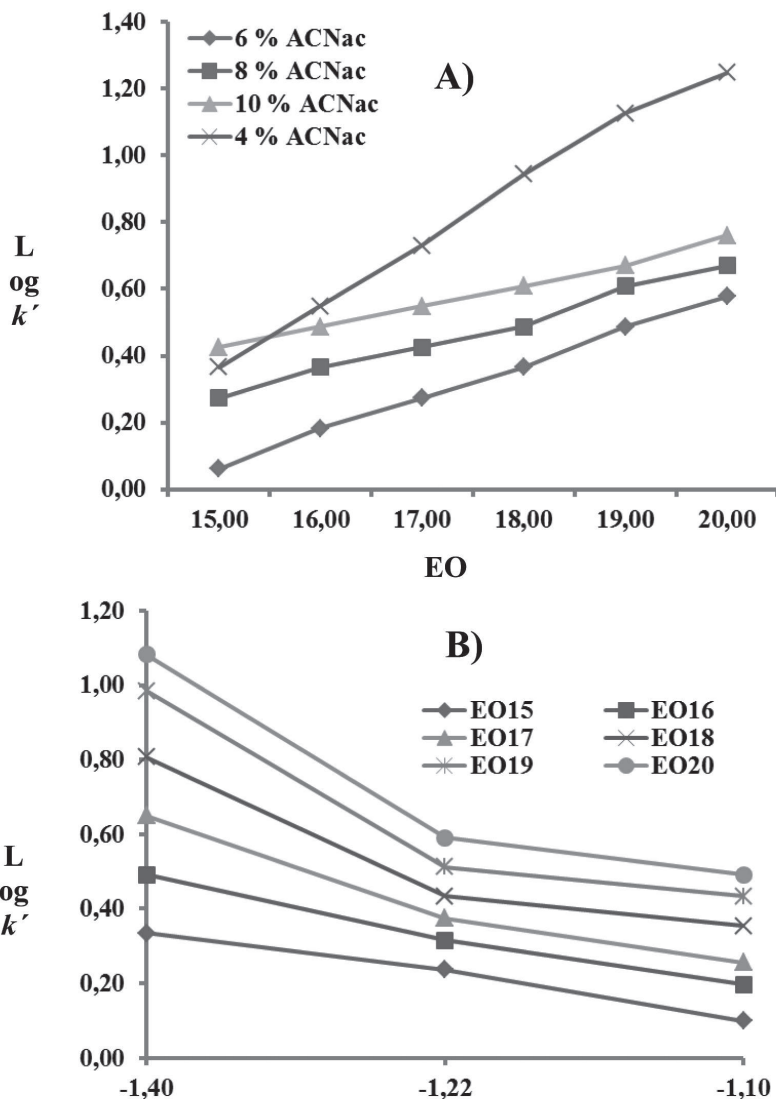 1,40
1,20
1,00
0,80
0,60
0,40
0,20
0,00
L
og
k´
6 % ACNac
8 % ACNac
10 % ACNac
4 % ACNac
A)
15,00 16,00 17,00 18,00 19,00 20,00
EO
1,20
1,00
0,80
0,60
0,40
0,20
0,00
L
og
k´
B)
EO15 EO16
EO17 EO18
EO19 EO20
-1,40 -1,22 -1,10